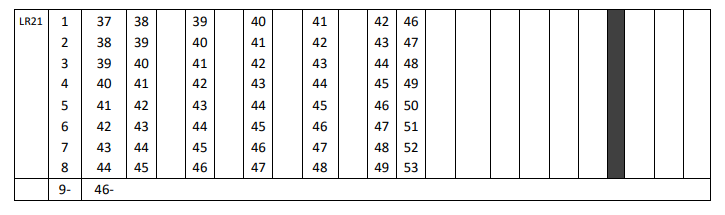 LR21 1 37 38 39 40 41 42 46
2 38 39 40 41 42 43 47
3 39 40 41 42 43 44 48
4 40 41 42 43 44 45 49
5 41 42 43 44 45 46 50
6 42 43 44 45 46 47 51
7 43 44 45 46 47 48 52
8 44 45 46 47 48 49 53
9- 46-